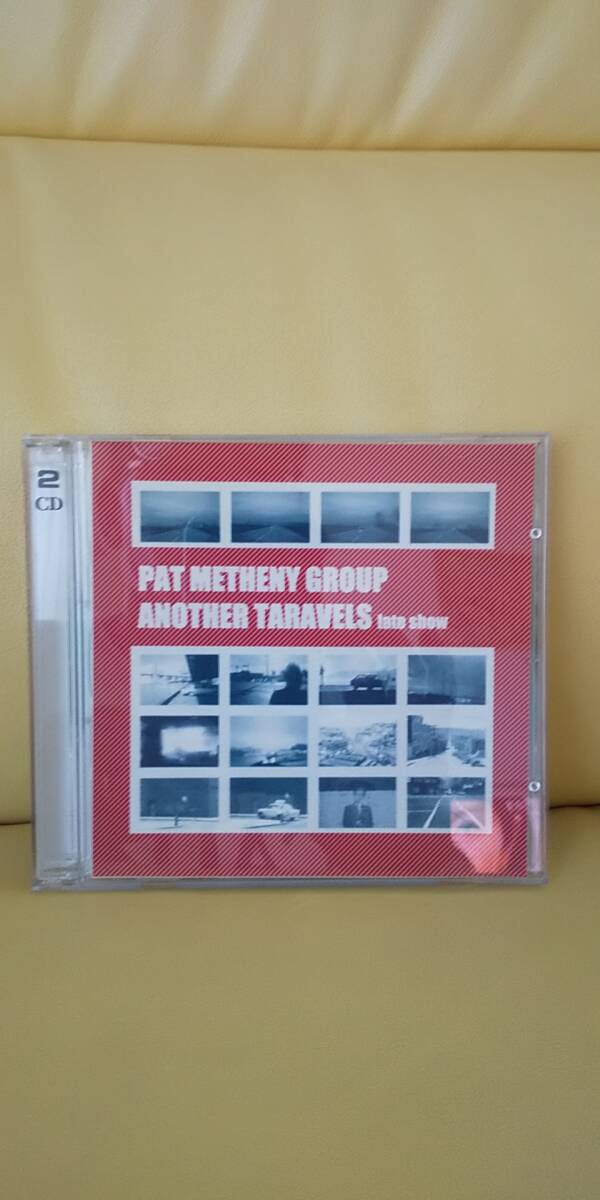 2
CD
PAT METHENY GROUP
ANOTHER TARAVELS late show